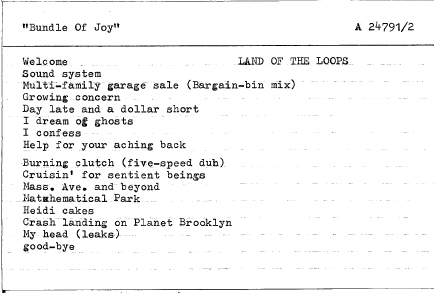 "Bundle Of Joy" A 24791/2
Welcome LAND OF THE LOOPS
Sound system
Multi-family garage sale (Bargain-bin mix)
Growing concern
Day late and a dollar short
I dream of ghosts
I confess
Help for your aching back
Burning clutch (five-speed dub)
Cruisin' for sentient beings
Mass. Ave. and beyond
Mathematical Park
Heidi cakes
Crash landing on Planet Brooklyn
My head (leaks)
good-bye